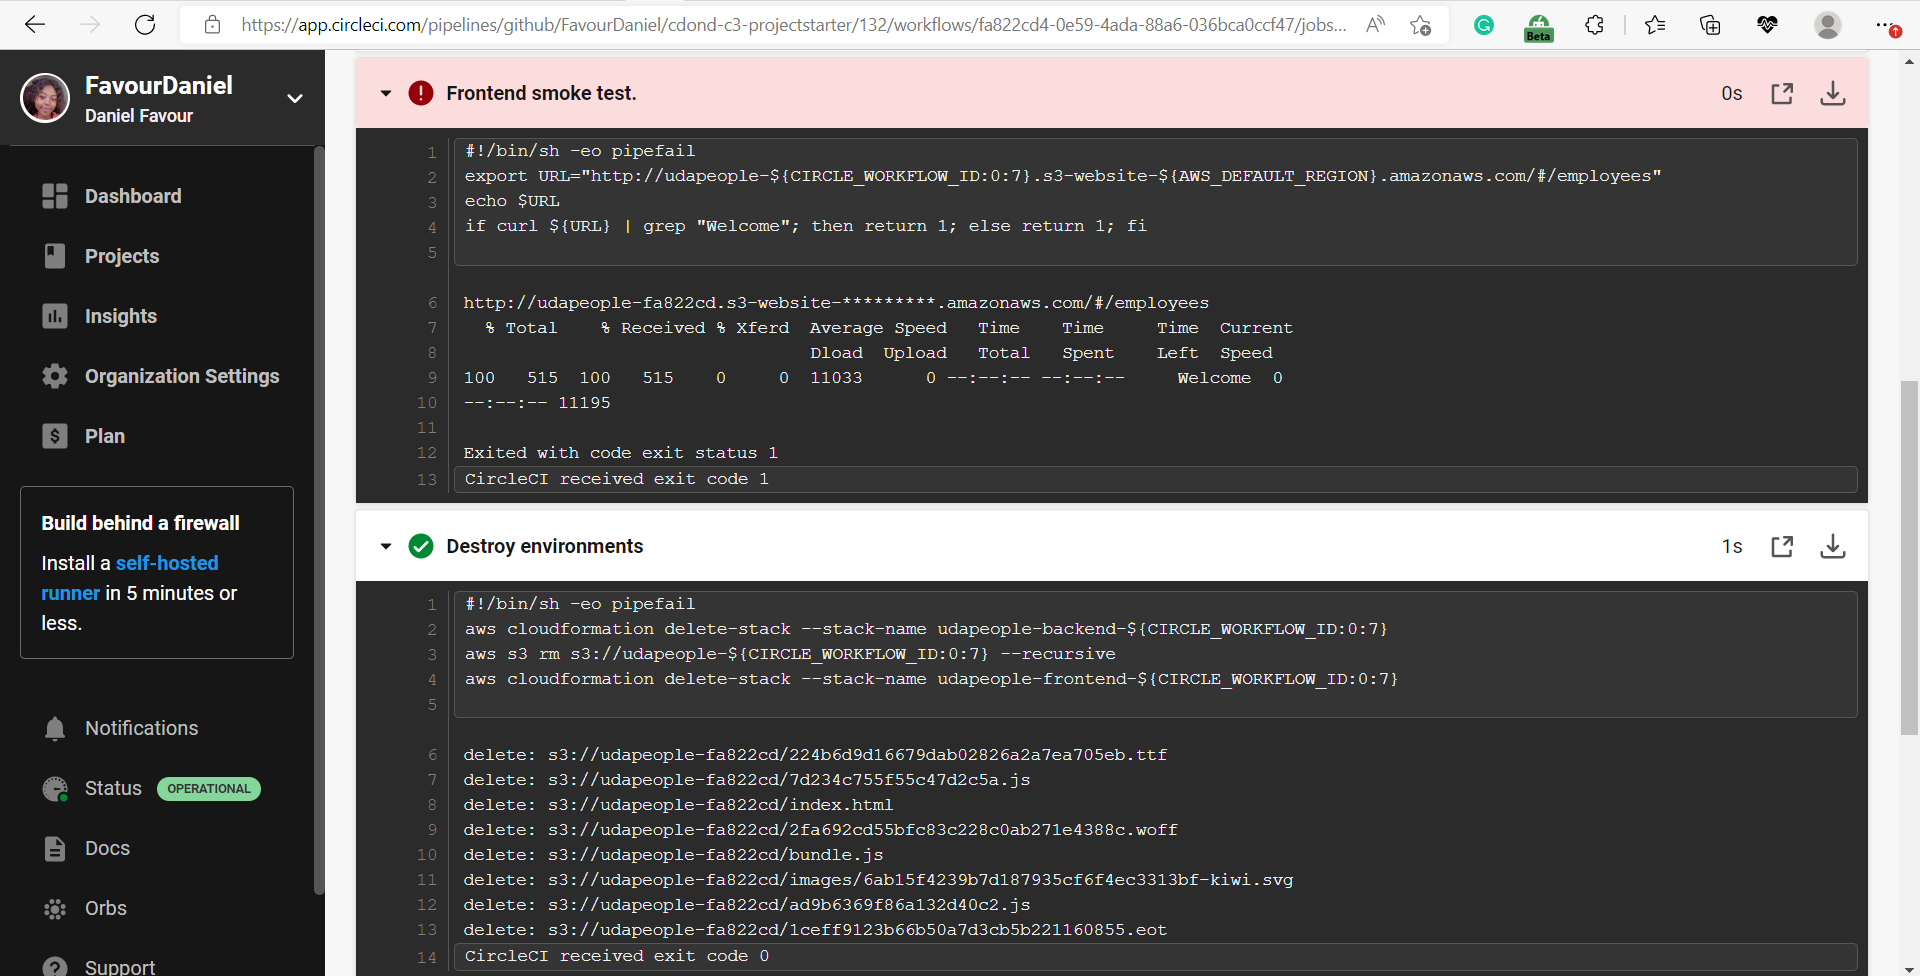 https://app.circleci.com/pipelines/github/FavourDaniel/cdond-c3-projectstarter/132/workflows/fa822cd4-0e59-4ada-88a6-036bca0ccf47/jobs...
Beta
FavourDaniel
Daniel Favour
Dashboard
Projects
Insights
Organization Settings
Plan
Build behind a firewall
Install a self-hosted
runner in 5 minutes or
less.
Notifications
Status OPERATIONAL
Docs
Orbs
Support
Frontend smoke test.
0s
1 #!/bin/sh -eo pipefail
2 export URL="http://udapeople-${CIRCLE_WORKFLOW_ID:0:7}.s3-website-${AWS_DEFAULT_REGION}.amazonaws.com/#/employees"
3 echo $URL
4 if curl ${URL} | grep "Welcome"; then return 1; else return 1; fi
5
6 http://udapeople-fa822cd.s3-website-*********.amazonaws.com/#/employees
7 % Total % Received % Xferd Average Speed Time Time Time Current
8 Dload Upload Total Spent Left Speed
9 100 515 100 515 0 0 11033 0 --:--:-- --:--:-- Welcome 0
10 --:--:-- 11195
11
12 Exited with code exit status 1
13 CircleCI received exit code 1
Destroy environments
1s
1 #!/bin/sh -eo pipefail
2 aws cloudformation delete-stack --stack-name udapeople-backend-${CIRCLE_WORKFLOW_ID:0:7}
3 aws s3 rm s3://udapeople-${CIRCLE_WORKFLOW_ID:0:7} --recursive
4 aws cloudformation delete-stack --stack-name udapeople-frontend-${CIRCLE_WORKFLOW_ID:0:7}
5
6 delete: s3://udapeople-fa822cd/224b6d9d16679dab02826a2a7ea705eb.ttf
7 delete: s3://udapeople-fa822cd/7d234c755f55c47d2c5a.js
8 delete: s3://udapeople-fa822cd/index.html
9 delete: s3://udapeople-fa822cd/2fa692cd55bfc83c228c0ab271e4388c.woff
10 delete: s3://udapeople-fa822cd/bundle.js
11 delete: s3://udapeople-fa822cd/images/6ab15f4239b7d187935cf6f4ec3313bf-kiwi.svg
12 delete: s3://udapeople-fa822cd/ad9b6369f86a132d40c2.js
13 delete: s3://udapeople-fa822cd/1ceff9123b66b50a7d3cb5b221160855.eot
14 CircleCI received exit code 0